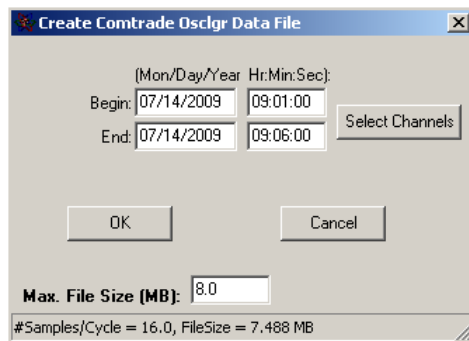 Create Comtrade Osclgr Data File
(Mon/Day/Year Hr:Min:Sec):
Begin: 07/14/2009 09:01:00
Select Channels
End: 07/14/2009 09:06:00
OK Cancel
Max. File Size (MB): 8.0
#Samples/Cycle = 16.0, FileSize = 7.488 MB